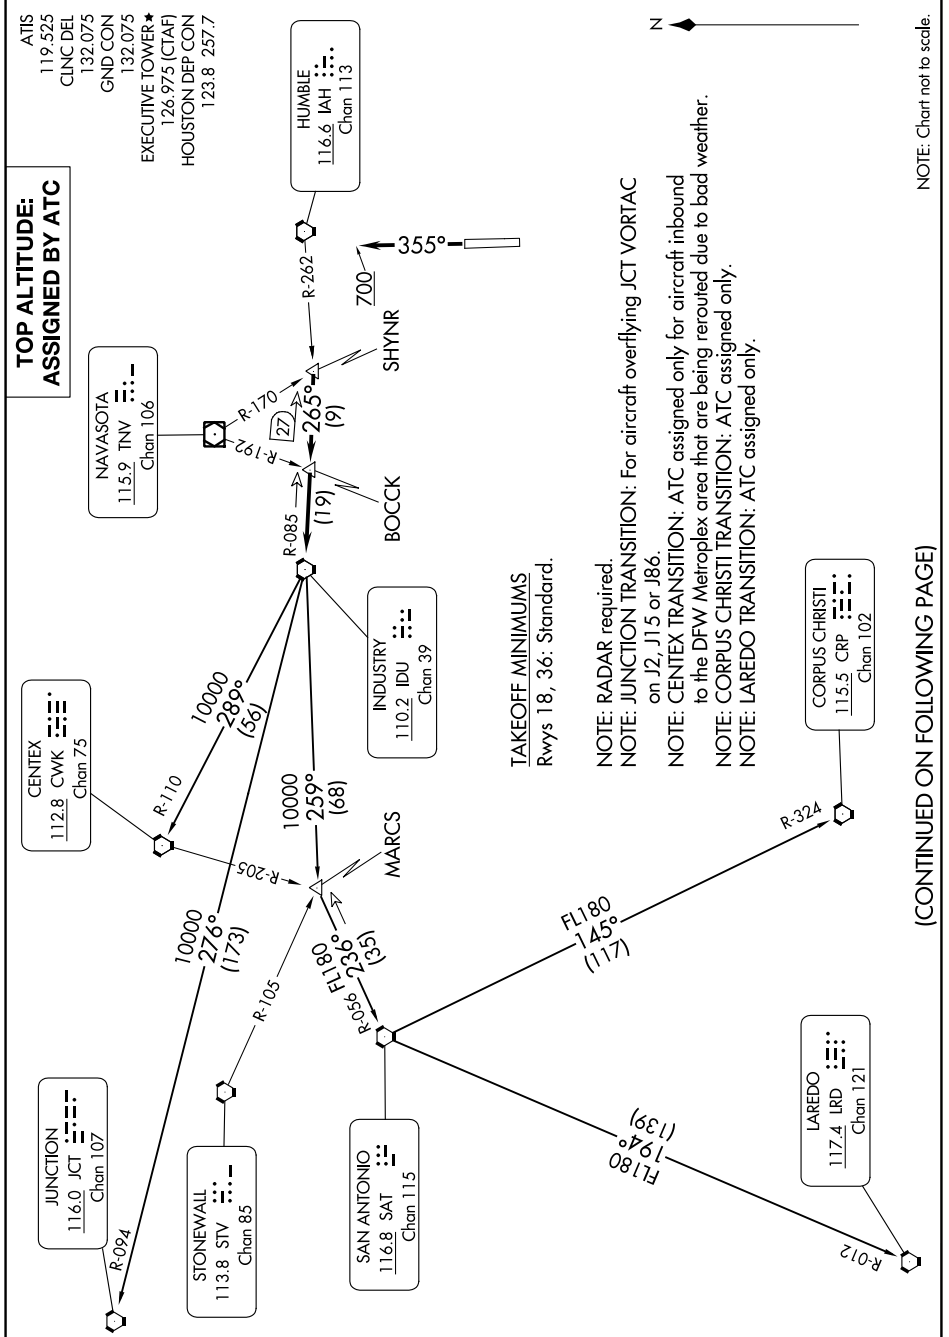 TOP ALTITUDE:
ASSIGNED BY ATC
ATIS
119.525
CLNC DEL
132.075
GND CON
132.075
EXECUTIVE TOWER★
126.975 (CTAF)
HOUSTON DEP CON
123.8 257.7
JUNCTION
116.0 JCT
Chan 107
CENTEX
112.8 CWK
Chan 75
NAVASOTA
115.9 TNV
Chan 106
HUMBLE
116.6 IAH
Chan 113
STONEWALL
113.8 STV
Chan 85
SAN ANTONIO
116.8 SAT
Chan 115
INDUSTRY
110.2 IDU
Chan 39
CORPUS CHRISTI
115.5 CRP
Chan 102
LAREDO
117.4 LRD
Chan 121
R-094
10000
276°
(173)
R-110
10000
289°
(56)
R-205
R-105
10000
259°
(68)
MARCS
R-056
FL180
236°
(35)
FL180
145°
(117)
R-324
FL180
194°
(139)
R-012
R-085
(19)
BOCCK
R-192
R-170
27
265°
(9)
SHYNR
R-262
700
355°
N
TAKEOFF MINIMUMS
Rwys 18, 36: Standard.
NOTE: RADAR required.
NOTE: JUNCTION TRANSITION: For aircraft overflying JCT VORTAC
on J2, J15 or J86.
NOTE: CENTEX TRANSITION: ATC assigned only for aircraft inbound
to the DFW Metroplex area that are being rerouted due to bad weather.
NOTE: CORPUS CHRISTI TRANSITION: ATC assigned only.
NOTE: LAREDO TRANSITION: ATC assigned only.
(CONTINUED ON FOLLOWING PAGE)
NOTE: Chart not to scale.